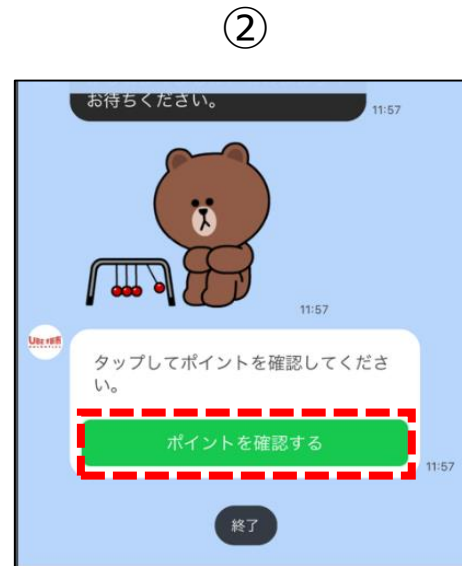 ②
お待ちください。
11:57
11:57
タップしてポイントを確認してくださ
い。
ポイントを確認する
11:57
終了